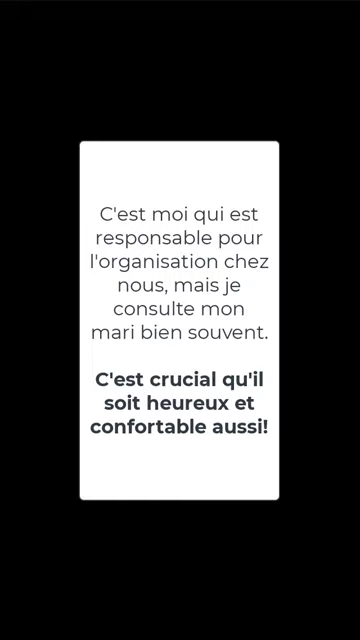 C'est moi qui est
responsable pour
l'organisation chez
nous, mais je
consulte mon
mari bien souvent.
C'est crucial qu'il
soit heureux et
confortable aussi!